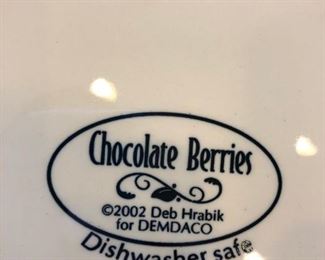 Chocolate Berries
©2002 Deb Hrabik
for DEMDACO
Dishwasher safe